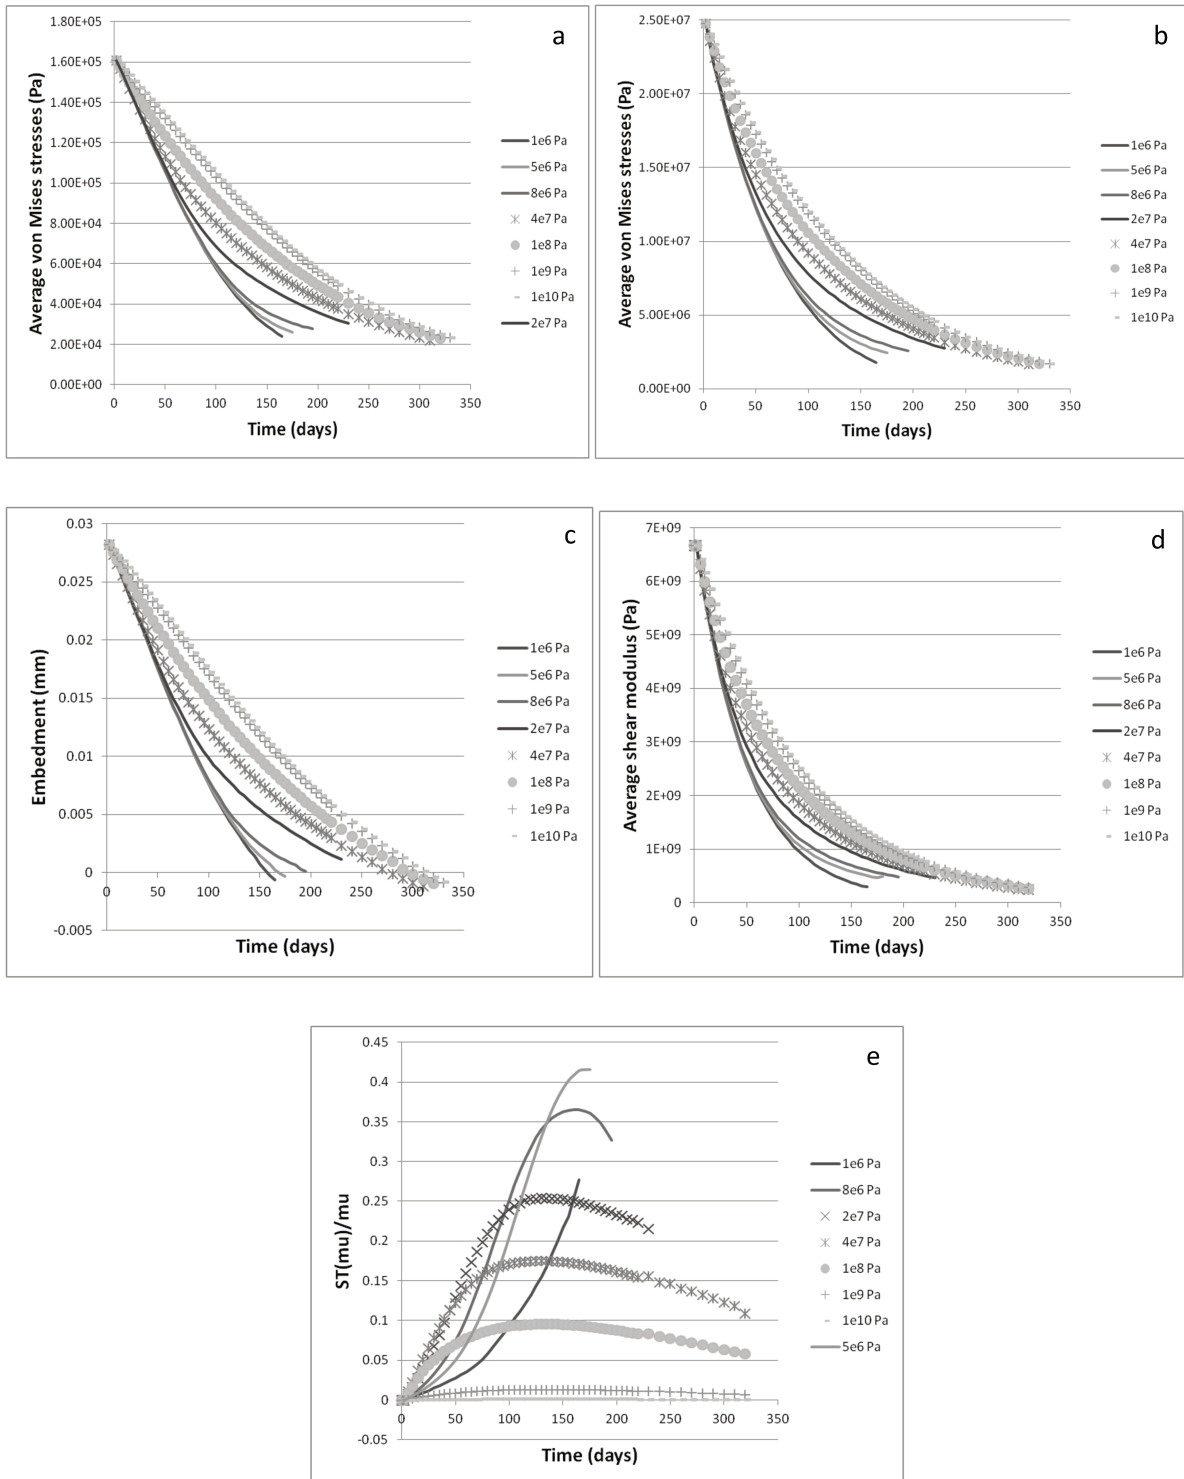 a
1.80E+05
1.60E+05
1.40E+05
1.20E+05
1.00E+05
8.00E+04
6.00E+04
4.00E+04
2.00E+04
0.00E+00
Average von Mises stresses (Pa)
0 50 100 150 200 250 300 350
Time (days)
1e6 Pa
5e6 Pa
8e6 Pa
4e7 Pa
1e8 Pa
1e9 Pa
1e10 Pa
2e7 Pa
b
2.50E+07
2.00E+07
1.50E+07
1.00E+07
5.00E+06
0.00E+00
Average von Mises stresses (Pa)
0 50 100 150 200 250 300 350
Time (days)
1e6 Pa
5e6 Pa
8e6 Pa
2e7 Pa
4e7 Pa
1e8 Pa
1e9 Pa
1e10 Pa
c
0.03
0.025
0.02
0.015
0.01
0.005
0
-0.005
Embedment (mm)
0 50 100 150 200 250 300 350
Time (days)
1e6 Pa
5e6 Pa
8e6 Pa
2e7 Pa
4e7 Pa
1e8 Pa
1e9 Pa
1e10 Pa
d
7E+09
6E+09
5E+09
4E+09
3E+09
2E+09
1E+09
0
Average shear modulus (Pa)
0 50 100 150 200 250 300 350
Time (days)
1e6 Pa
5e6 Pa
8e6 Pa
2e7 Pa
4e7 Pa
1e8 Pa
1e9 Pa
1e10 Pa
e
0.45
0.4
0.35
0.3
0.25
0.2
0.15
0.1
0.05
0
-0.05
ST(mu)/mu
0 50 100 150 200 250 300 350
Time (days)
1e6 Pa
8e6 Pa
2e7 Pa
4e7 Pa
1e8 Pa
1e9 Pa
1e10 Pa
5e6 Pa